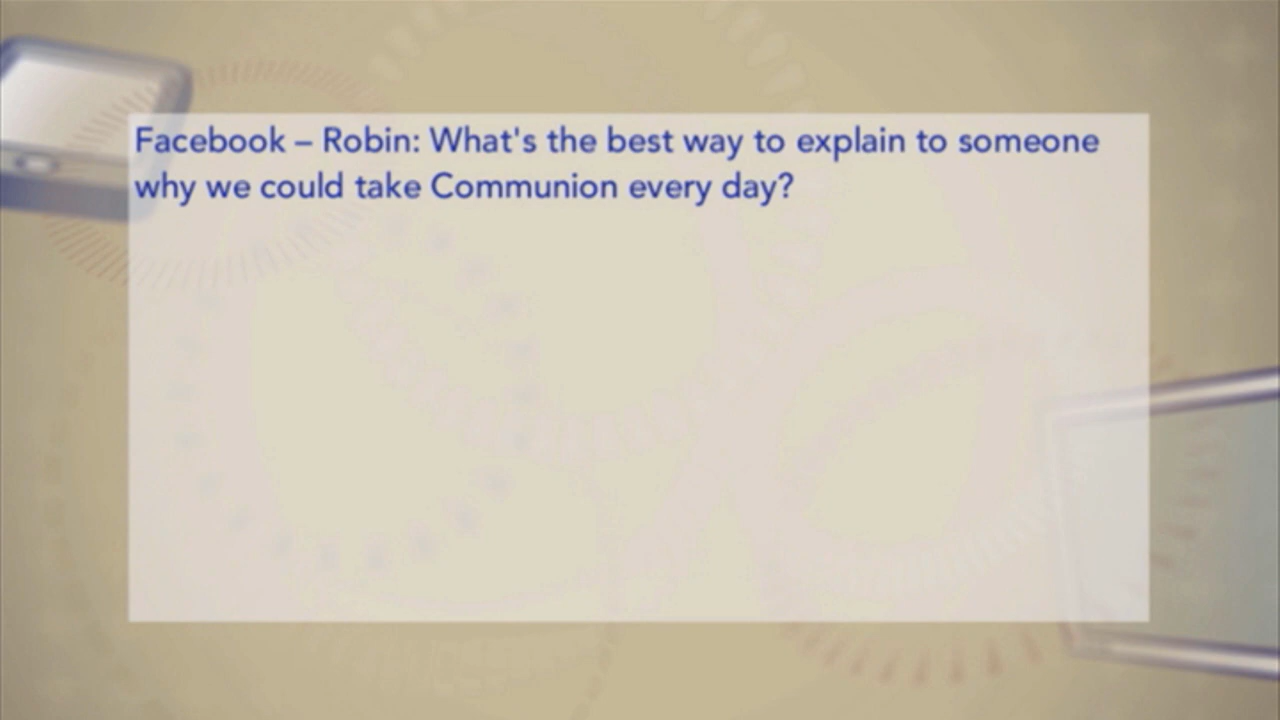 Facebook – Robin: What's the best way to explain to someone
why we could take Communion every day?